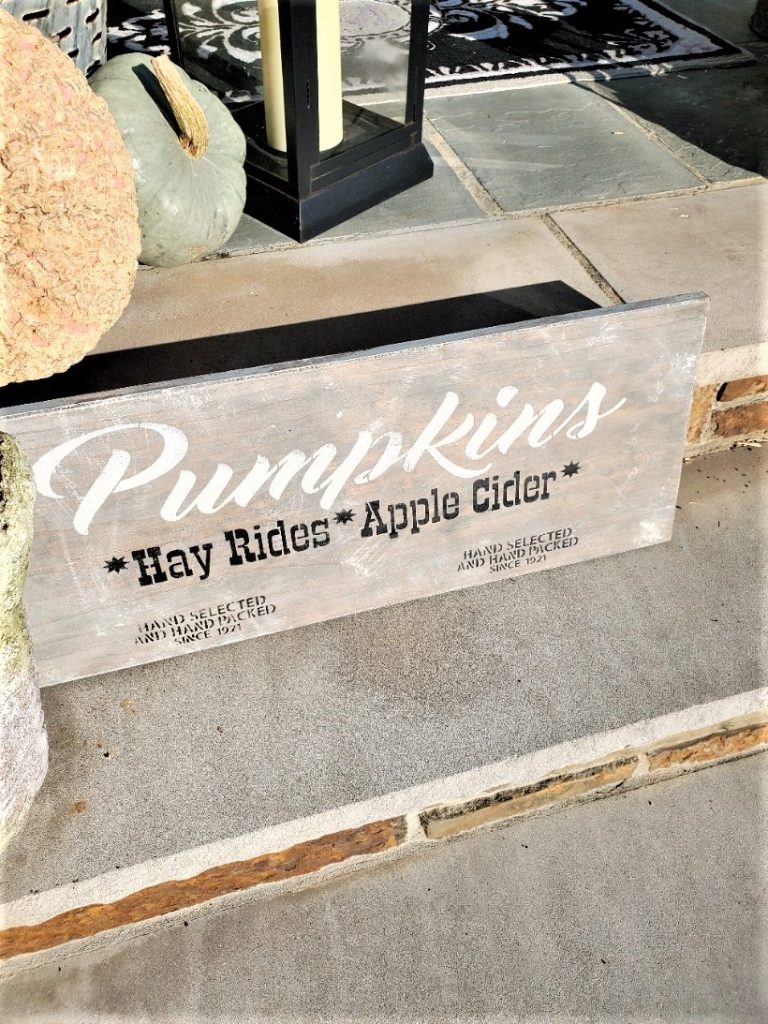 Pumpkins
*Hay Rides*Apple Cider*
HAND SELECTED
AND HAND PACKED
SINCE 1921
HAND SELECTED
AND HAND PACKED
SINCE 1921